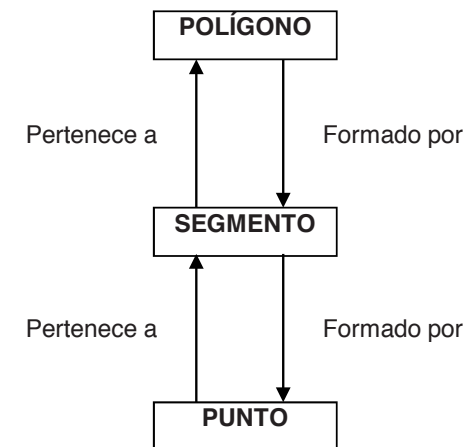 POLÍGONO
Pertenece a
Formado por
SEGMENTO
Pertenece a
Formado por
PUNTO